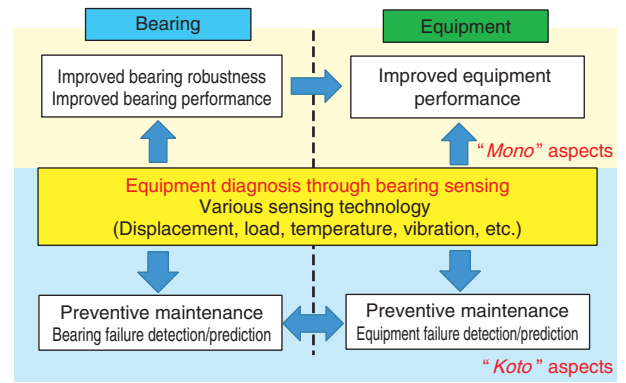 Bearing
Equipment
Improved bearing robustness
Improved bearing performance
Improved equipment
performance
"Mono" aspects
Equipment diagnosis through bearing sensing
Various sensing technology
(Displacement, load, temperature, vibration, etc.)
Preventive maintenance
Bearing failure detection/prediction
Preventive maintenance
Equipment failure detection/prediction
"Koto" aspects